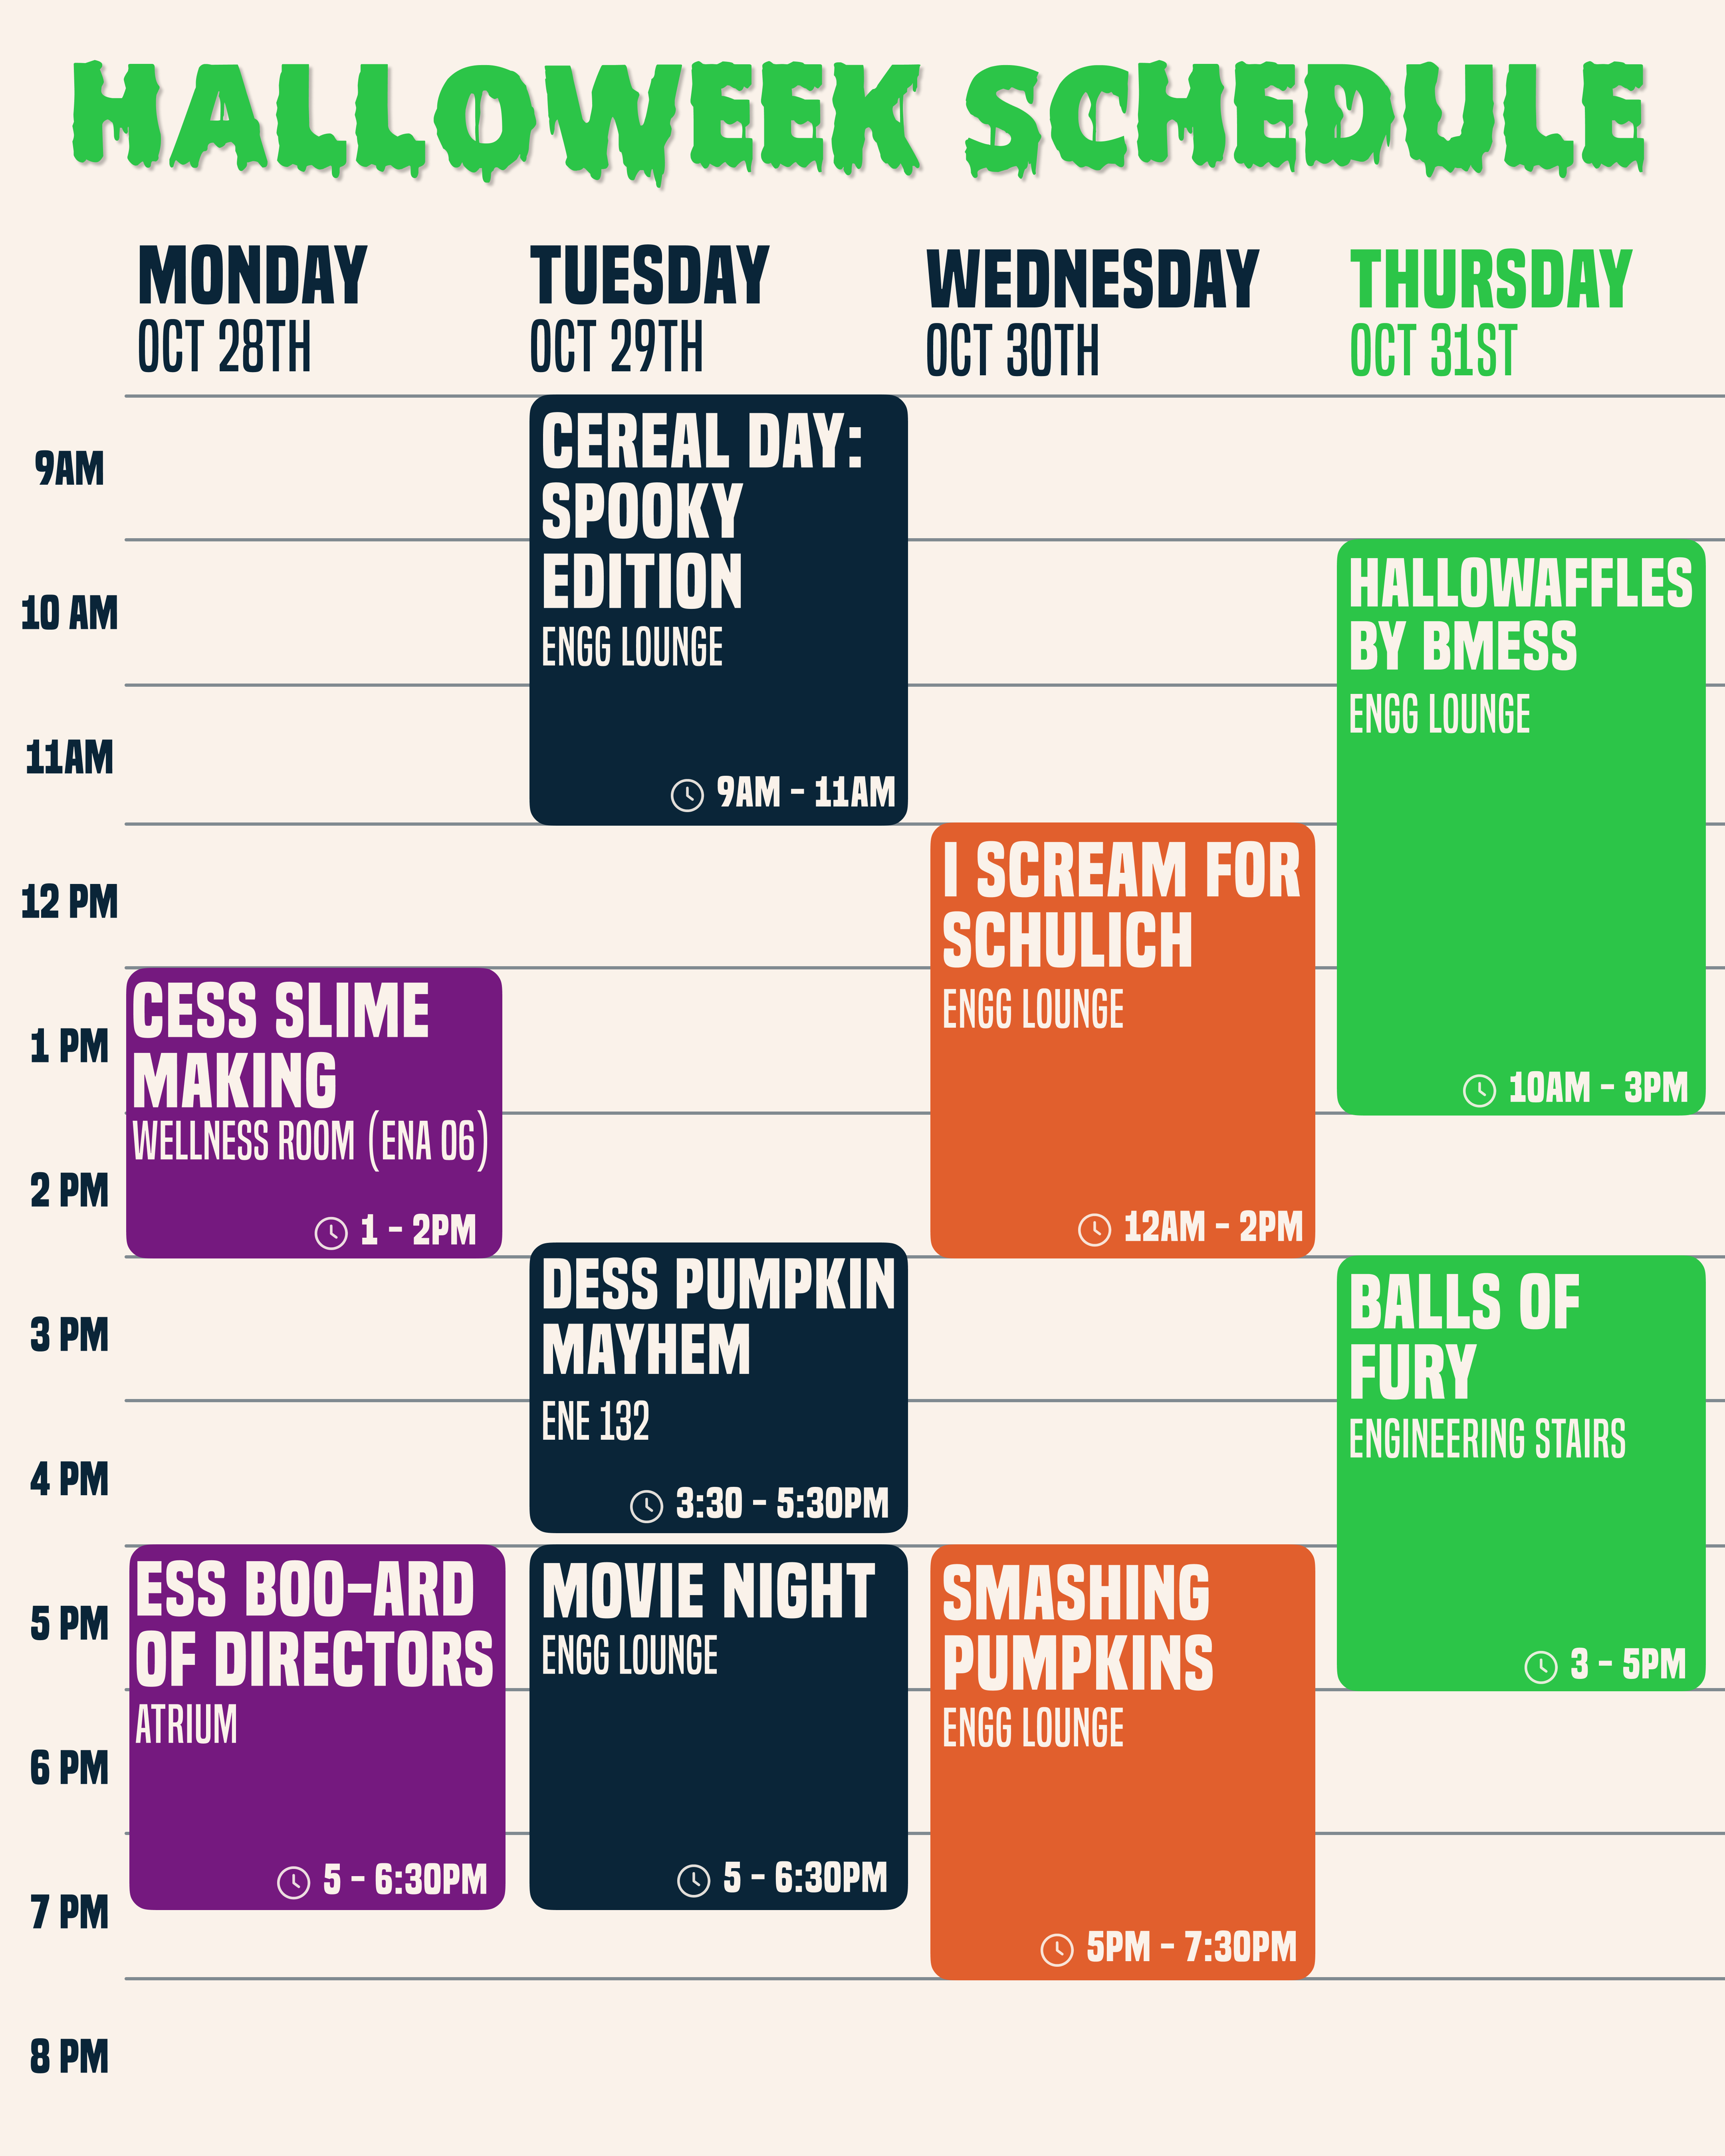 HALLOWEEK SCHEDULE
MONDAY
OCT 28TH
TUESDAY
OCT 29TH
WEDNESDAY
OCT 30TH
THURSDAY
OCT 31ST
9AM
10 AM
11AM
12 PM
1 PM
2 PM
3 PM
4 PM
5 PM
6 PM
7 PM
8 PM
CESS SLIME
MAKING
WELLNESS ROOM (ENA 06)
1 - 2PM
ESS BOO-ARD
OF DIRECTORS
ATRIUM
5 - 6:30PM
CEREAL DAY:
SPOOKY
EDITION
ENGG LOUNGE
9AM - 11AM
DESS PUMPKIN
MAYHEM
ENE 132
3:30 - 5:30PM
MOVIE NIGHT
ENGG LOUNGE
5 - 6:30PM
I SCREAM FOR
SCHULICH
ENGG LOUNGE
12AM - 2PM
SMASHING
PUMPKINS
ENGG LOUNGE
5PM - 7:30PM
HALLOWAFFLES
BY BMESS
ENGG LOUNGE
10AM - 3PM
BALLS OF
FURY
ENGINEERING STAIRS
3 - 5PM